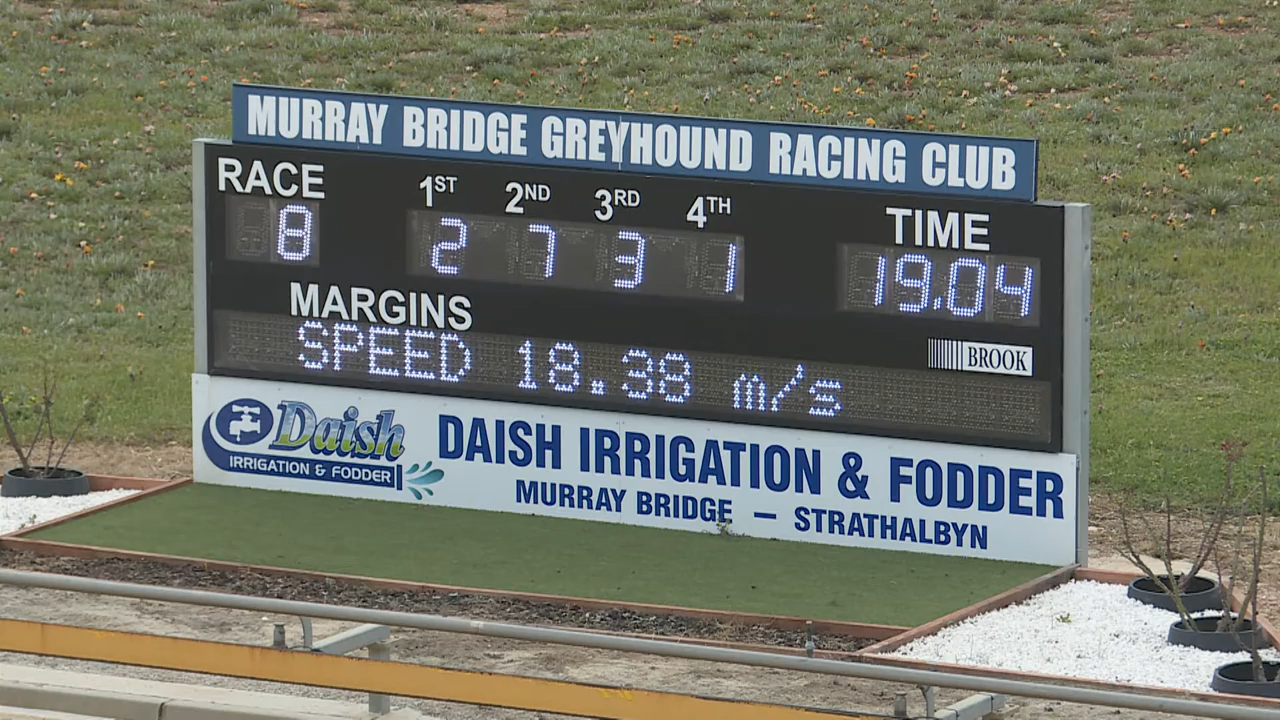 MURRAY BRIDGE GREYHOUND RACING CLUB
RACE 1ST 2ND 3RD 4TH TIME
8 2 7 3 1 19.04
MARGINS
SPEED 18.38 m/s
BROOK
Daish
IRRIGATION & FODDER
DAISH IRRIGATION & FODDER
MURRAY BRIDGE — STRATHALBYN